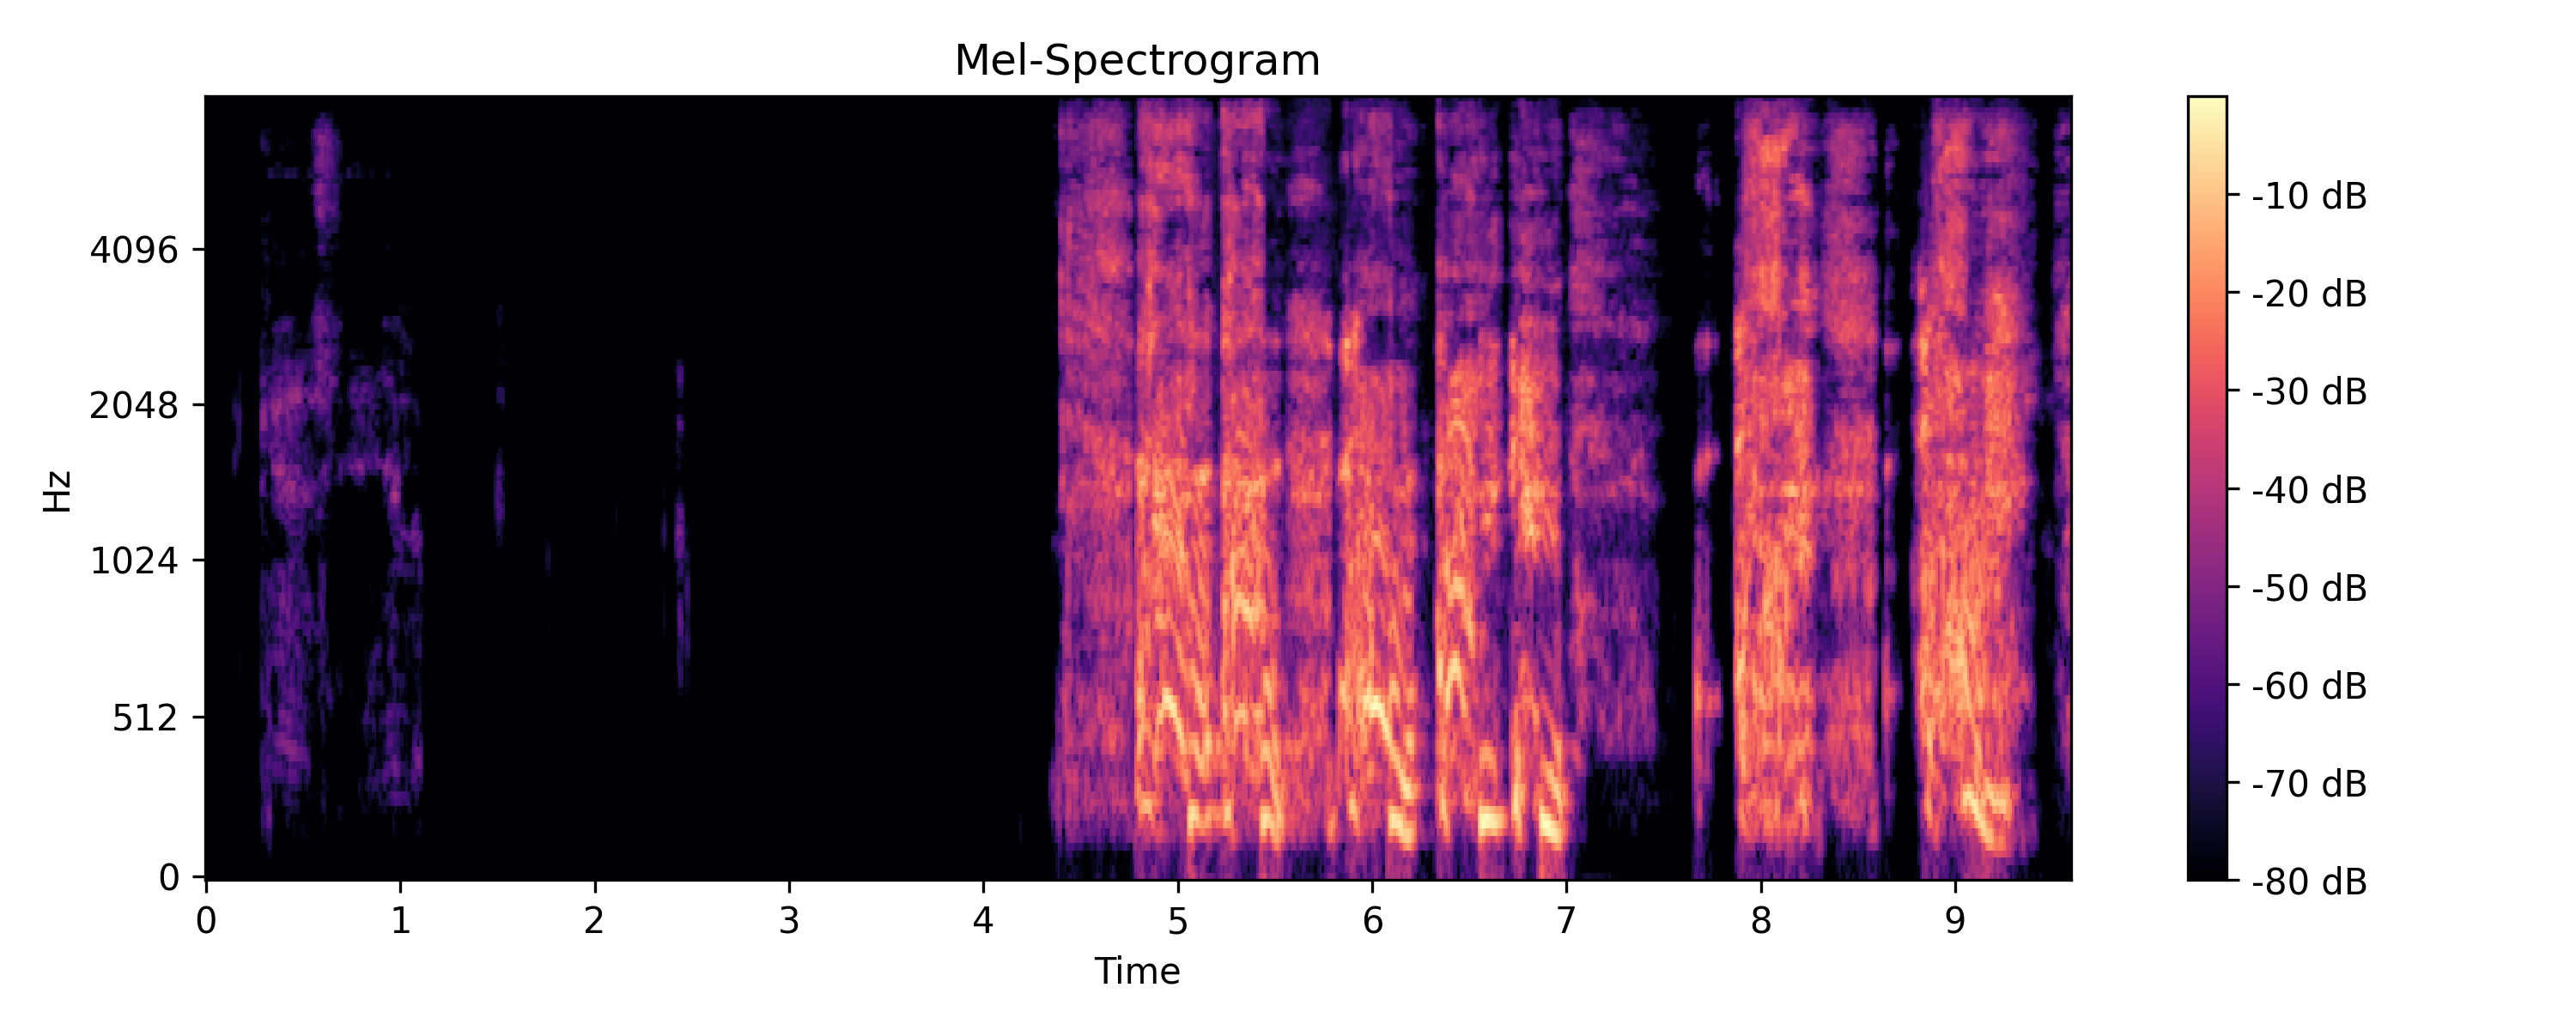 Mel-Spectrogram
Hz
4096
2048
1024
512
0
0 1 2 3 4 5 6 7 8 9
Time
-10 dB
-20 dB
-30 dB
-40 dB
-50 dB
-60 dB
-70 dB
-80 dB